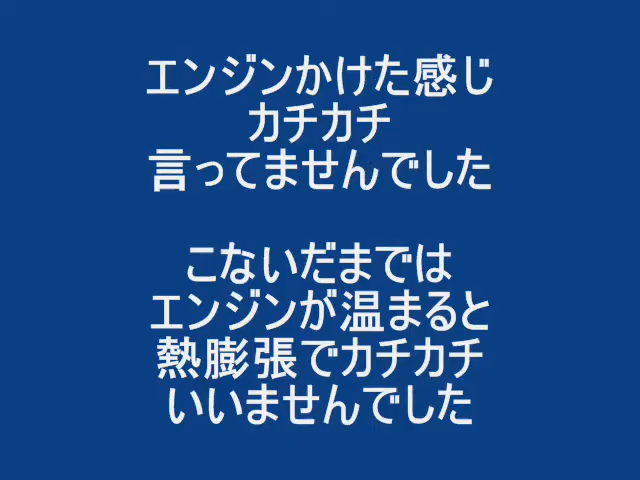 エンジンかけた感じ
カチカチ
言ってませんでした
こないだまでは
エンジンが温まると
熱膨張でカチカチ
いいませんでした